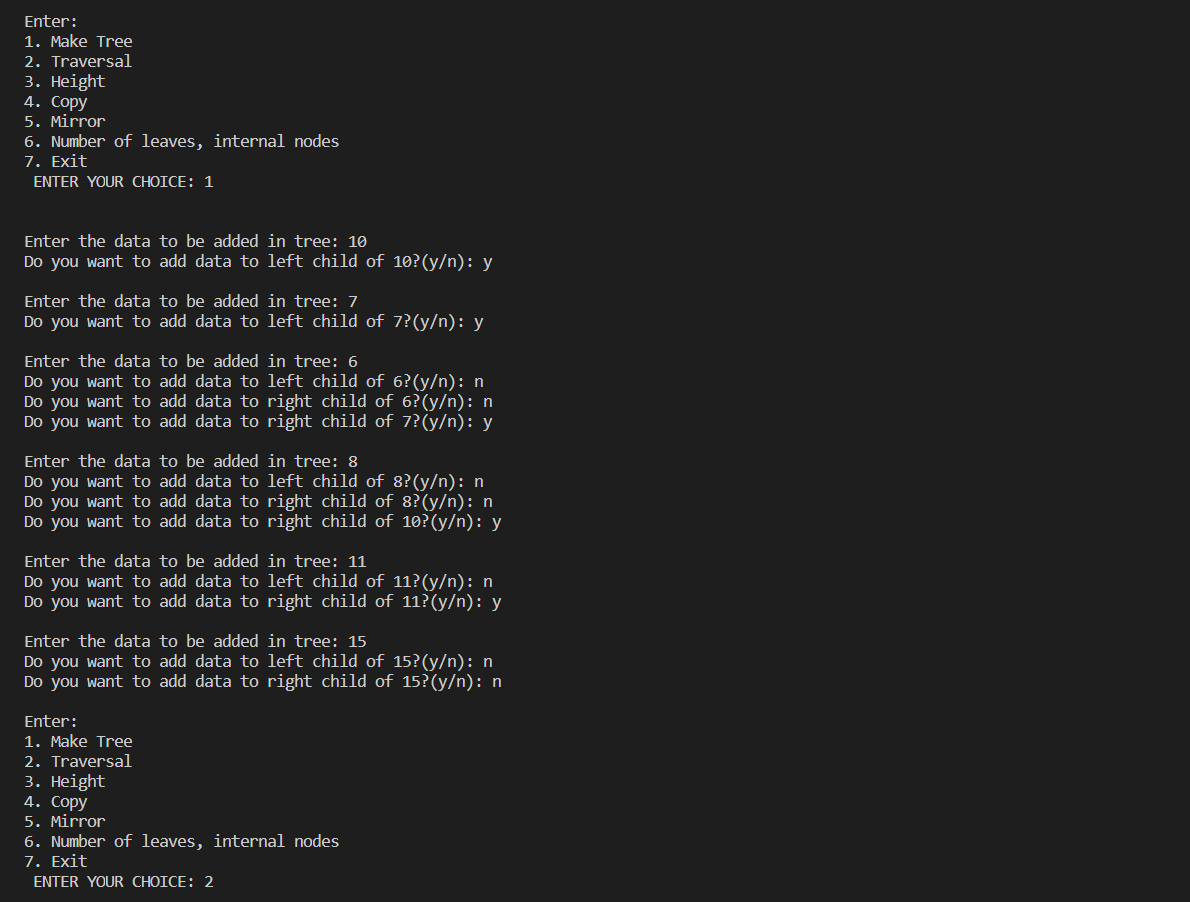 Enter:
1. Make Tree
2. Traversal
3. Height
4. Copy
5. Mirror
6. Number of leaves, internal nodes
7. Exit
ENTER YOUR CHOICE: 1
Enter the data to be added in tree: 10
Do you want to add data to left child of 10?(y/n): y
Enter the data to be added in tree: 7
Do you want to add data to left child of 7?(y/n): y
Enter the data to be added in tree: 6
Do you want to add data to left child of 6?(y/n): n
Do you want to add data to right child of 6?(y/n): n
Do you want to add data to right child of 7?(y/n): y
Enter the data to be added in tree: 8
Do you want to add data to left child of 8?(y/n): n
Do you want to add data to right child of 8?(y/n): n
Do you want to add data to right child of 10?(y/n): y
Enter the data to be added in tree: 11
Do you want to add data to left child of 11?(y/n): n
Do you want to add data to right child of 11?(y/n): y
Enter the data to be added in tree: 15
Do you want to add data to left child of 15?(y/n): n
Do you want to add data to right child of 15?(y/n): n
Enter:
1. Make Tree
2. Traversal
3. Height
4. Copy
5. Mirror
6. Number of leaves, internal nodes
7. Exit
ENTER YOUR CHOICE: 2